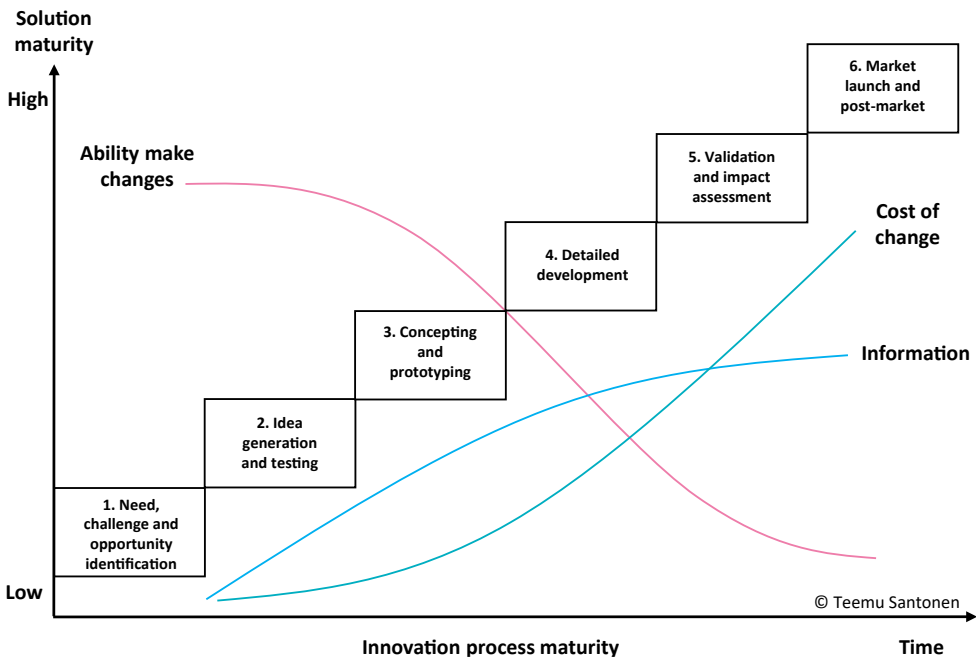 Solution
maturity
High
6. Market
launch and
post-market
Ability make
changes
5. Validation
and impact
assessment
Cost of
change
4. Detailed
development
3. Concepting
and
prototyping
Information
2. Idea
generation
and testing
1. Need,
challenge and
opportunity
identification
Low
© Teemu Santonen
Innovation process maturity
Time